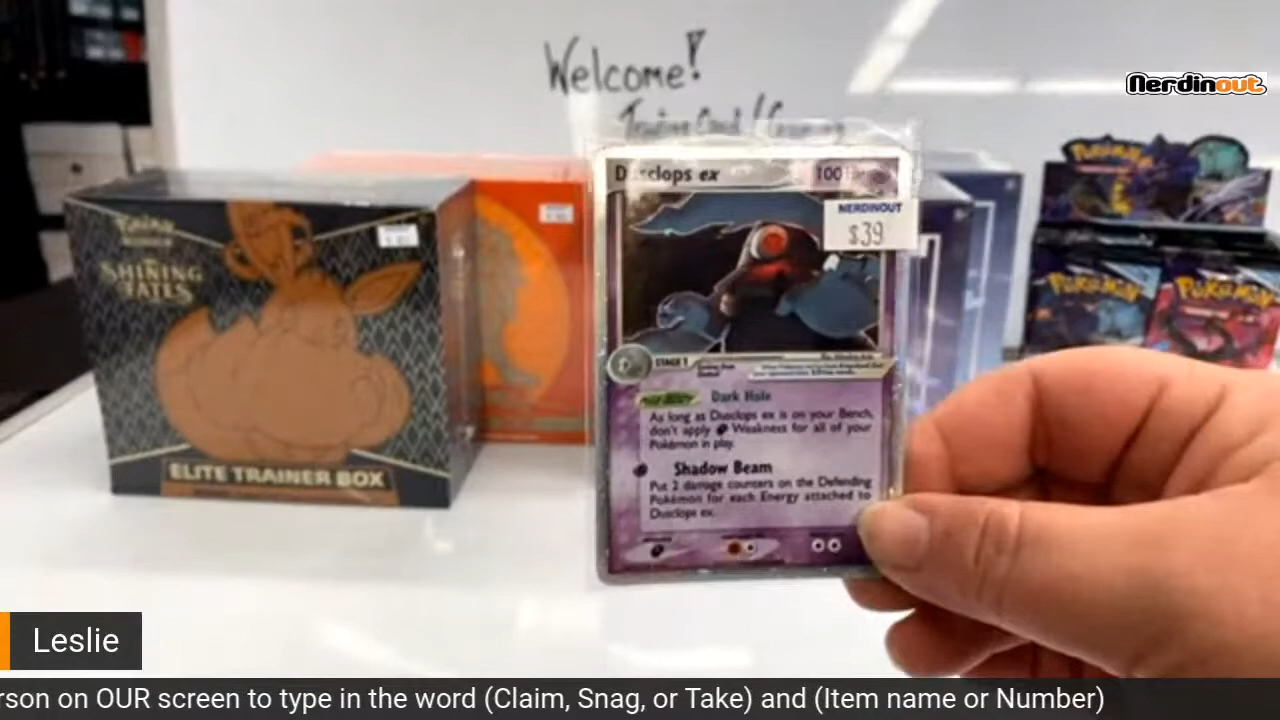 Welcome!
Nerdinout
Dusclops ex
100
NERDINOUT
$39
SHINING
FATES
ELITE TRAINER BOX
POKÉMON
POKÉMON
STAGE 1
Dark Hole
As long as Dusclops ex is on your Bench,
don't apply Weakness for all of your
Pokémon in play.
Shadow Beam
Put 2 damage counters on the Defending
Pokémon for each Energy attached to
Dusclops ex.
Leslie
rson on OUR screen to type in the word (Claim, Snag, or Take) and (Item name or Number)